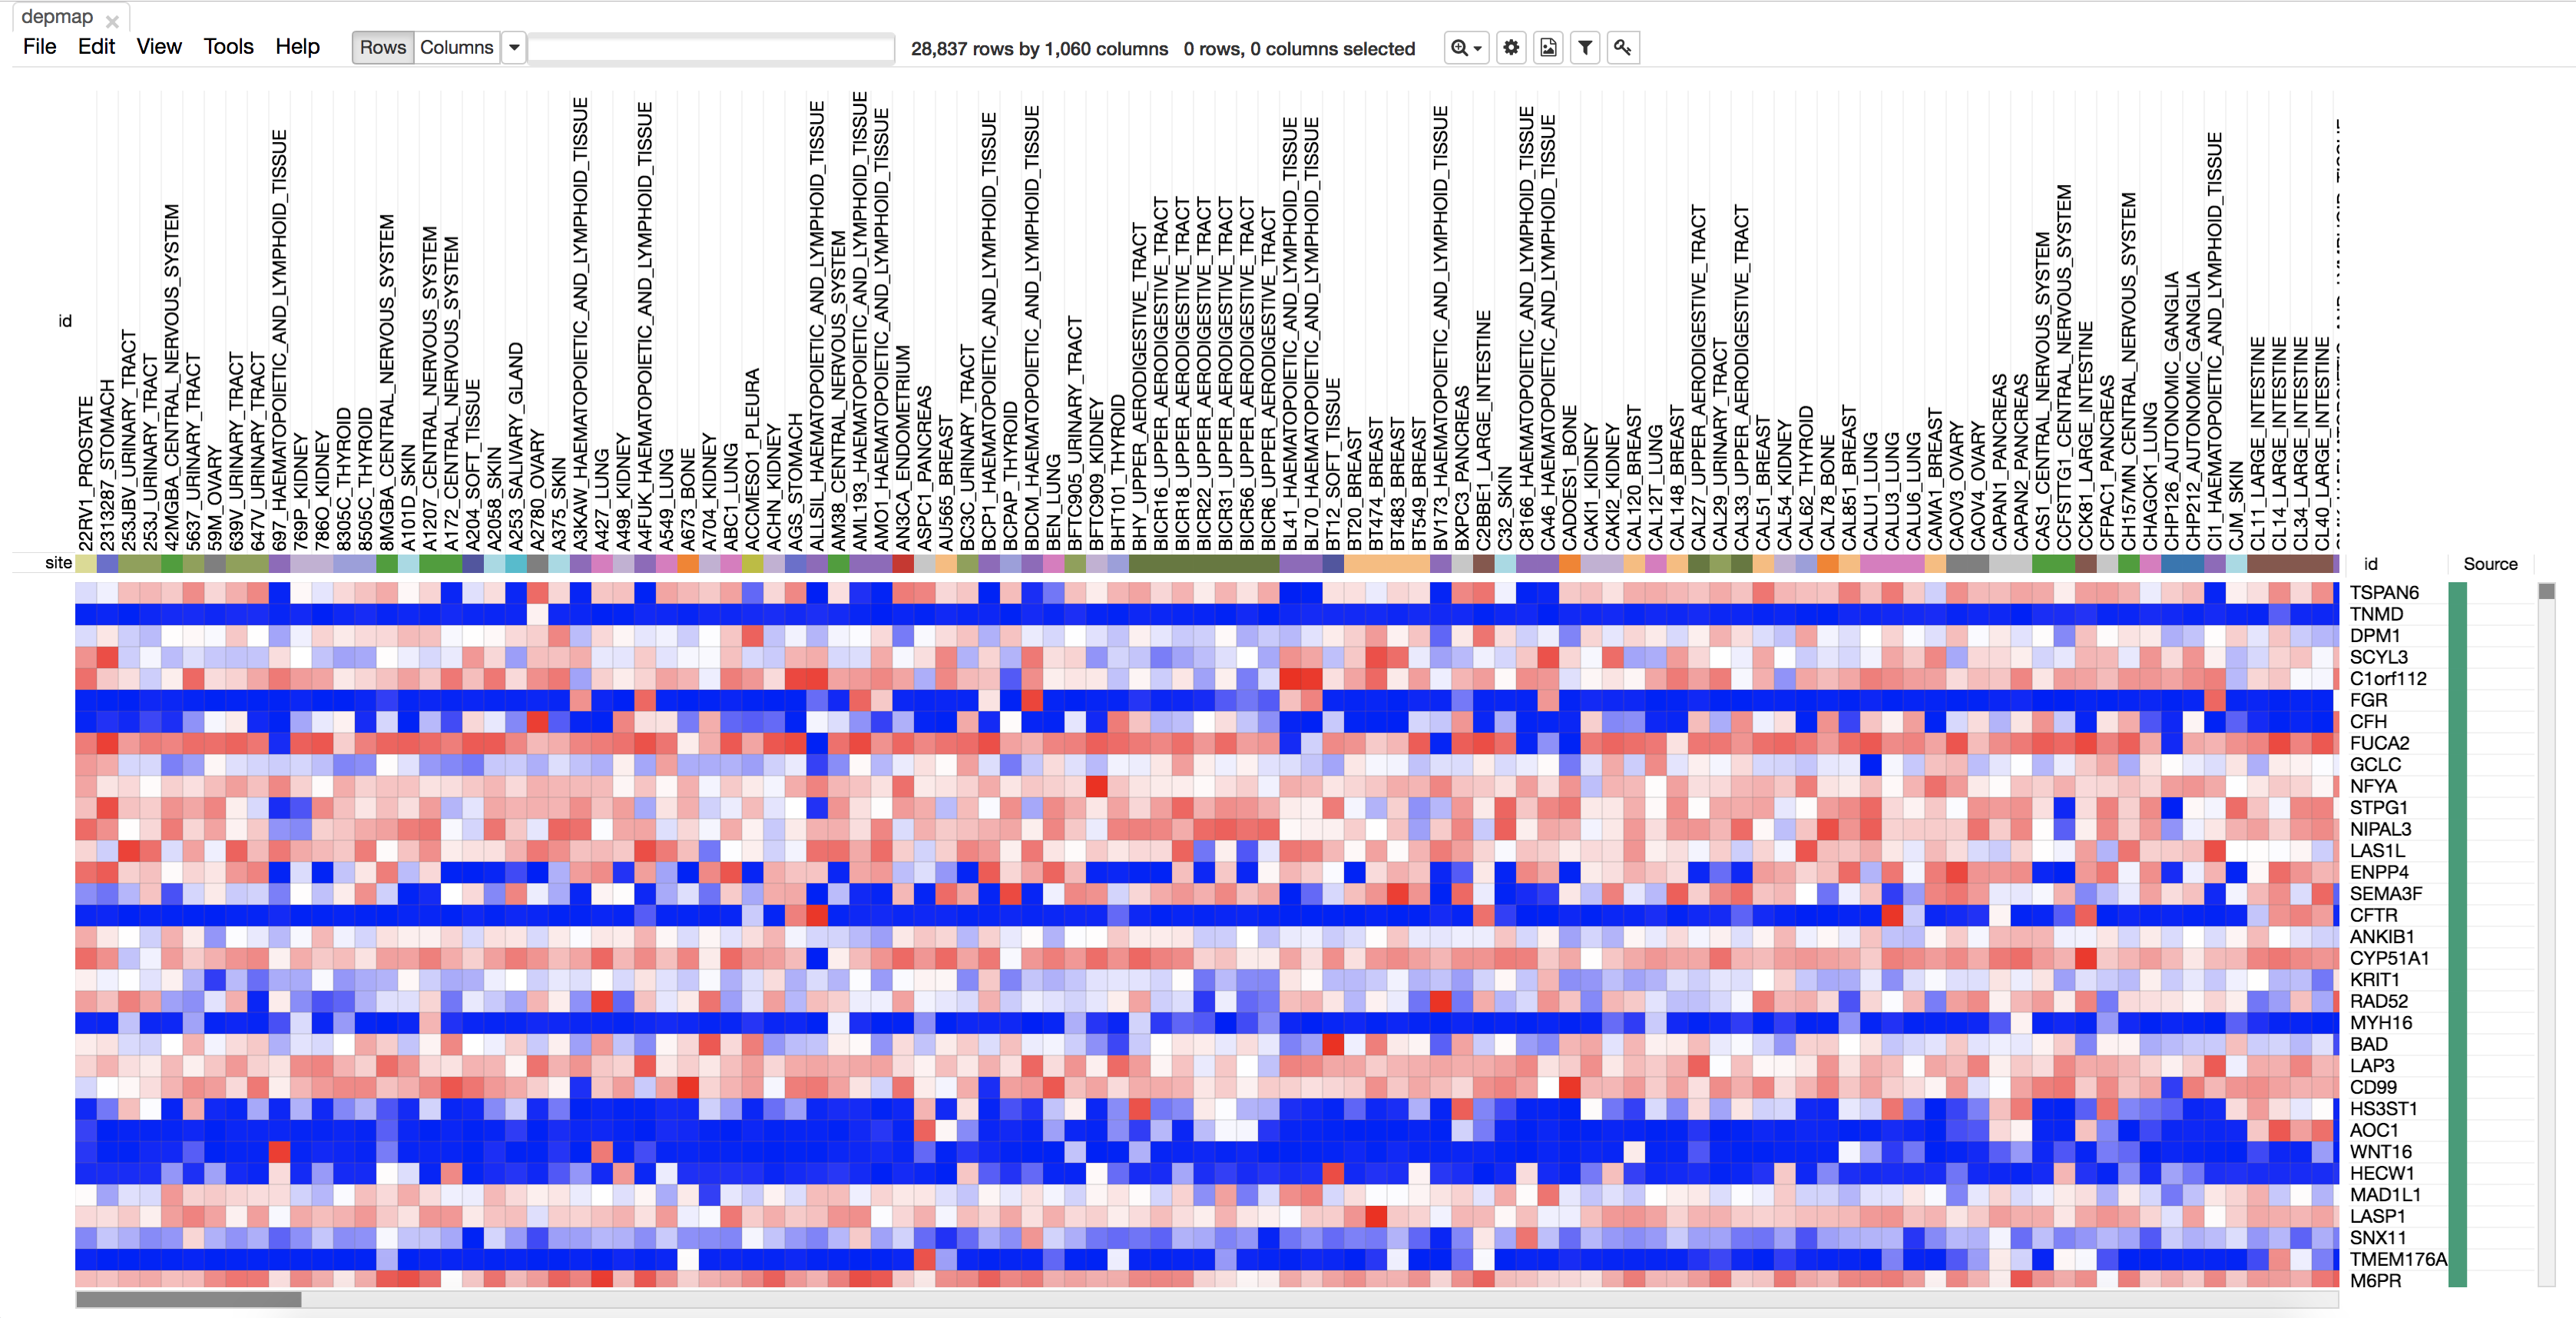 depmap
File Edit View Tools Help Rows Columns 28,837 rows by 1,060 columns 0 rows, 0 columns selected
id
22RV1_PROSTATE
2313287_STOMACH
253JBV_URINARY_TRACT
253J_URINARY_TRACT
42MGBA_CENTRAL_NERVOUS_SYSTEM
5637_URINARY_TRACT
59M_OVARY
639V_URINARY_TRACT
647V_URINARY_TRACT
697_HAEMATOPOIETIC_AND_LYMPHOID_TISSUE
769P_KIDNEY
786O_KIDNEY
8305C_THYROID
8505C_THYROID
8MGBA_CENTRAL_NERVOUS_SYSTEM
A101D_SKIN
A1207_CENTRAL_NERVOUS_SYSTEM
A172_CENTRAL_NERVOUS_SYSTEM
A204_SOFT_TISSUE
A2058_SKIN
A253_SALIVARY_GLAND
A2780_OVARY
A375_SKIN
A3KAW_HAEMATOPOIETIC_AND_LYMPHOID_TISSUE
A427_LUNG
A498_KIDNEY
A4FUK_HAEMATOPOIETIC_AND_LYMPHOID_TISSUE
A549_LUNG
A673_BONE
A704_KIDNEY
ABC1_LUNG
ACCMESO1_PLEURA
ACHN_KIDNEY
AGS_STOMACH
ALLSIL_HAEMATOPOIETIC_AND_LYMPHOID_TISSUE
AM38_CENTRAL_NERVOUS_SYSTEM
AML193_HAEMATOPOIETIC_AND_LYMPHOID_TISSUE
AMO1_HAEMATOPOIETIC_AND_LYMPHOID_TISSUE
AN3CA_ENDOMETRIUM
ASPC1_PANCREAS
AU565_BREAST
BC3C_URINARY_TRACT
BCP1_HAEMATOPOIETIC_AND_LYMPHOID_TISSUE
BCPAP_THYROID
BDCM_HAEMATOPOIETIC_AND_LYMPHOID_TISSUE
BEN_LUNG
BFTC905_URINARY_TRACT
BFTC909_KIDNEY
BHT101_THYROID
BHY_UPPER_AERODIGESTIVE_TRACT
BICR16_UPPER_AERODIGESTIVE_TRACT
BICR18_UPPER_AERODIGESTIVE_TRACT
BICR22_UPPER_AERODIGESTIVE_TRACT
BICR31_UPPER_AERODIGESTIVE_TRACT
BICR56_UPPER_AERODIGESTIVE_TRACT
BICR6_UPPER_AERODIGESTIVE_TRACT
BL41_HAEMATOPOIETIC_AND_LYMPHOID_TISSUE
BL70_HAEMATOPOIETIC_AND_LYMPHOID_TISSUE
BT12_SOFT_TISSUE
BT20_BREAST
BT474_BREAST
BT483_BREAST
BT549_BREAST
BV173_HAEMATOPOIETIC_AND_LYMPHOID_TISSUE
BXPC3_PANCREAS
C2BBE1_LARGE_INTESTINE
C32_SKIN
C8166_HAEMATOPOIETIC_AND_LYMPHOID_TISSUE
CA46_HAEMATOPOIETIC_AND_LYMPHOID_TISSUE
CADOES1_BONE
CAKI1_KIDNEY
CAKI2_KIDNEY
CAL120_BREAST
CAL12T_LUNG
CAL148_BREAST
CAL27_UPPER_AERODIGESTIVE_TRACT
CAL29_URINARY_TRACT
CAL33_UPPER_AERODIGESTIVE_TRACT
CAL51_BREAST
CAL54_KIDNEY
CAL62_THYROID
CAL78_BONE
CAL851_BREAST
CALU1_LUNG
CALU3_LUNG
CALU6_LUNG
CAMA1_BREAST
CAOV3_OVARY
CAOV4_OVARY
CAPAN1_PANCREAS
CAPAN2_PANCREAS
CAS1_CENTRAL_NERVOUS_SYSTEM
CCFSTTG1_CENTRAL_NERVOUS_SYSTEM
CCK81_LARGE_INTESTINE
CFPAC1_PANCREAS
CH157MN_CENTRAL_NERVOUS_SYSTEM
CHAGOK1_LUNG
CHP126_AUTONOMIC_GANGLIA
CHP212_AUTONOMIC_GANGLIA
CI1_HAEMATOPOIETIC_AND_LYMPHOID_TISSUE
CJM_SKIN
CL11_LARGE_INTESTINE
CL14_LARGE_INTESTINE
CL34_LARGE_INTESTINE
CL40_LARGE_INTESTINE
site id Source
TSPAN6
TNMD
DPM1
SCYL3
C1orf112
FGR
CFH
FUCA2
GCLC
NFYA
STPG1
NIPAL3
LAS1L
ENPP4
SEMA3F
CFTR
ANKIB1
CYP51A1
KRIT1
RAD52
MYH16
BAD
LAP3
CD99
HS3ST1
AOC1
WNT16
HECW1
MAD1L1
LASP1
SNX11
TMEM176A
M6PR